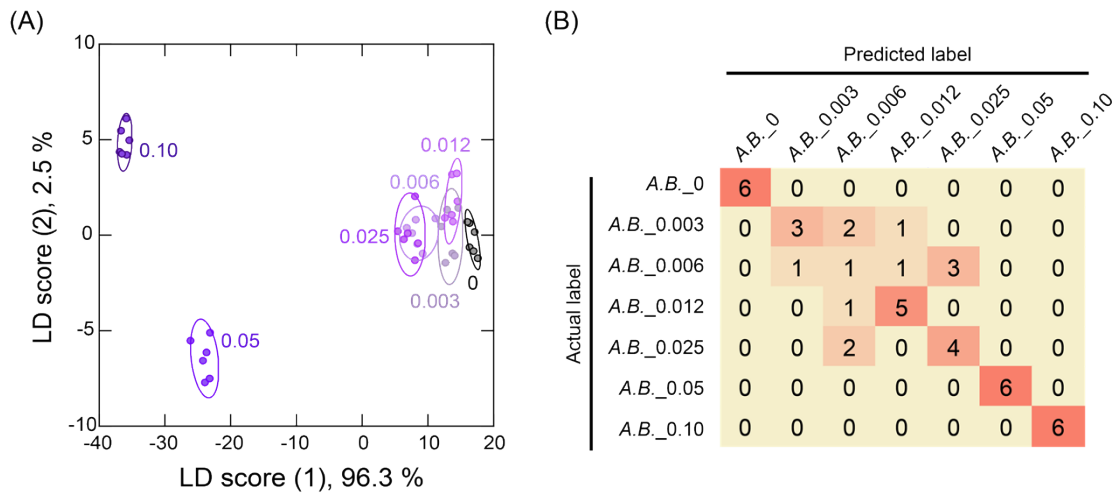 (A)
10
5
0
-5
-10
-40
-30
-20
-10
0
10
20
LD score (2), 2.5 %
LD score (1), 96.3 %
0.10
0.05
0.025
0.006
0.012
0.003
0
(B)
Predicted label
A.B._0
A.B._0.003
A.B._0.006
A.B._0.012
A.B._0.025
A.B._0.05
A.B._0.10
Actual label
A.B._0 6 0 0 0 0 0 0
A.B._0.003 0 3 2 1 0 0 0
A.B._0.006 0 1 1 1 3 0 0
A.B._0.012 0 0 1 5 0 0 0
A.B._0.025 0 0 2 0 4 0 0
A.B._0.05 0 0 0 0 0 6 0
A.B._0.10 0 0 0 0 0 0 6